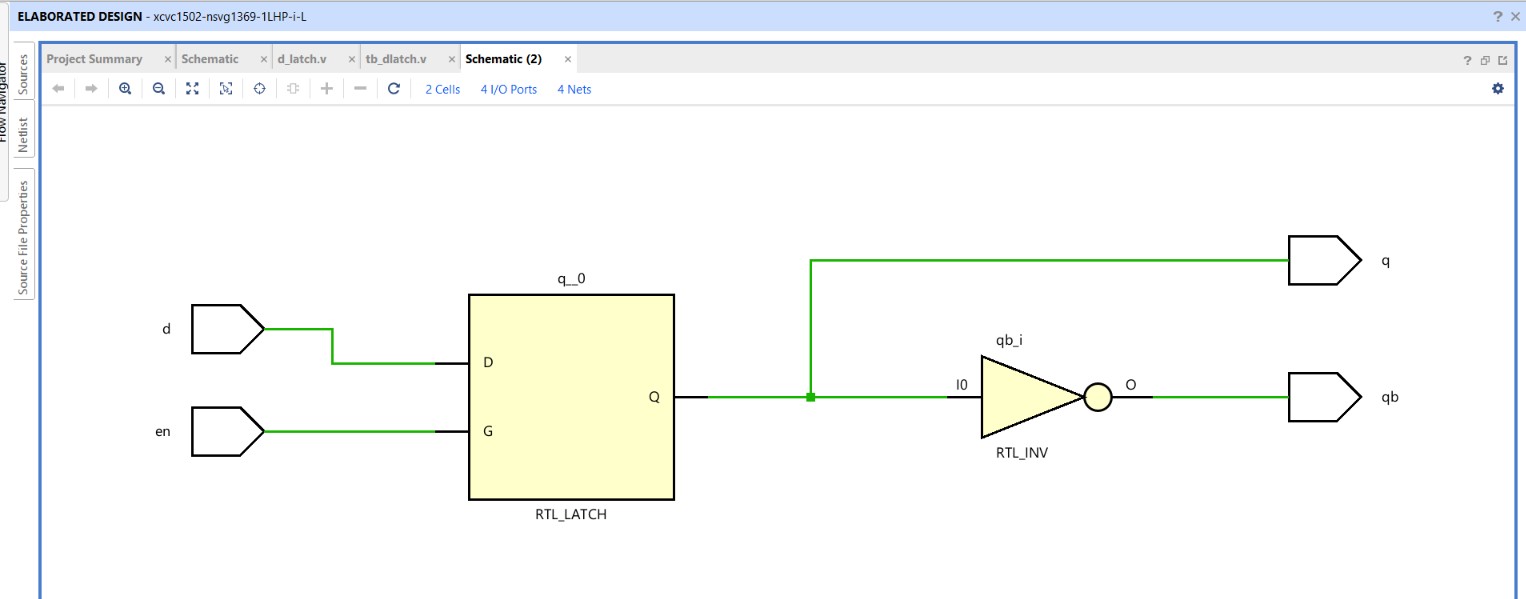 ELABORATED DESIGN - xcvc1502-nsvg1369-1LHP-i-L
? ×
Flow Navigator
Sources
Netlist
Source File Properties
Project Summary × Schematic × d_latch.v × tb_dlatch.v × Schematic (2) ×
?
2 Cells 4 I/O Ports 4 Nets
q
q__0
d
D
qb_i
I0 O
Q
qb
en
G
RTL_INV
RTL_LATCH